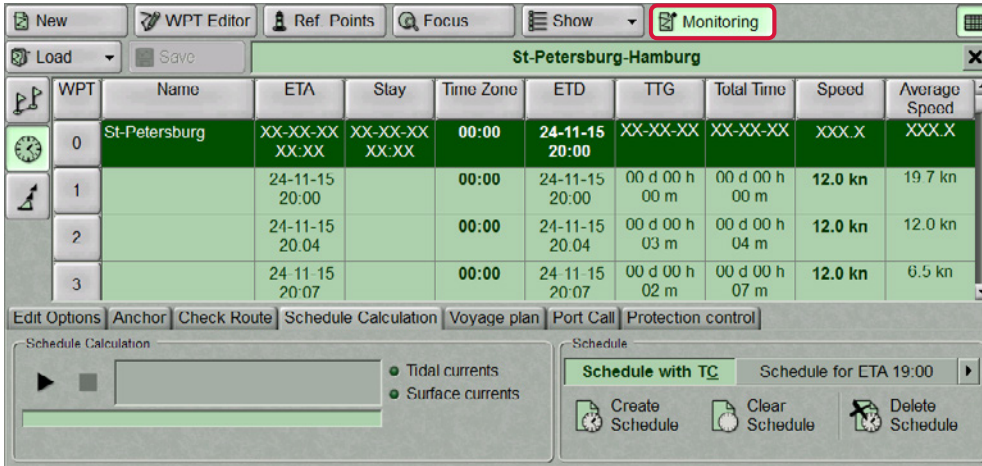 New WPT Editor Ref. Points Focus Show Monitoring
Load Save St-Petersburg-Hamburg X
WPT Name ETA Stay Time Zone ETD TTG Total Time Speed Average Speed
0 St-Petersburg XX-XX-XX XX:XX XX-XX-XX XX:XX 00:00 24-11-15 20:00 XX-XX-XX XX-XX-XX XXX.X XXX.X
1 24-11-15 20:00 00:00 24-11-15 20:00 00 d 00 h 00 m 00 d 00 h 00 m 12.0 kn 19.7 kn
2 24-11-15 20:04 00:00 24-11-15 20:04 00 d 00 h 03 m 00 d 00 h 04 m 12.0 kn 12.0 kn
3 24-11-15 20:07 00:00 24-11-15 20:07 00 d 00 h 02 m 00 d 00 h 07 m 12.0 kn 6.5 kn
Edit Options Anchor Check Route Schedule Calculation Voyage plan Port Call Protection control
Schedule Calculation
Tidal currents
Surface currents
Schedule
Schedule with TC Schedule for ETA 19:00
Create Schedule Clear Schedule Delete Schedule